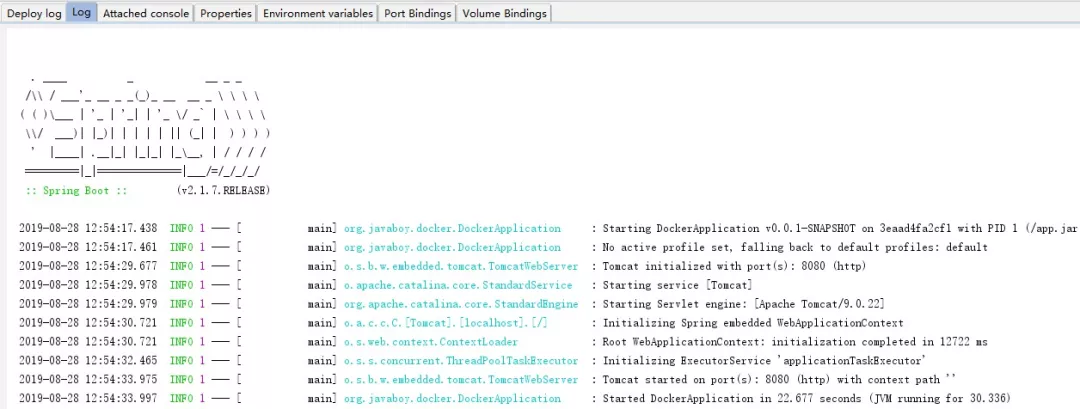 Deploy log Log Attached console Properties Environment variables Port Bindings Volume Bindings
  .   ____          _            __ _ _
 /\\ / ___'_ __ _ _(_)_ __  __ _ \ \ \ \
( ( )\___ | '_ | '_| | '_ \/ _` | \ \ \ \
 \\/  ___)| |_)| | | | | || (_| |  ) ) ) )
  '  |____| .__|_| |_|_| |_\__, | / / / /
 =========|_|==============|___/=/_/_/_/
 :: Spring Boot ::        (v2.1.7.RELEASE)
2019-08-28 12:54:17.438  INFO 1 --- [           main] org.javaboy.docker.DockerApplication     : Starting DockerApplication v0.0.1-SNAPSHOT on 3eaad4fa2cf1 with PID 1 (/app.jar
2019-08-28 12:54:17.461  INFO 1 --- [           main] org.javaboy.docker.DockerApplication     : No active profile set, falling back to default profiles: default
2019-08-28 12:54:29.677  INFO 1 --- [           main] o.s.b.w.embedded.tomcat.TomcatWebServer  : Tomcat initialized with port(s): 8080 (http)
2019-08-28 12:54:29.978  INFO 1 --- [           main] o.apache.catalina.core.StandardService   : Starting service [Tomcat]
2019-08-28 12:54:29.979  INFO 1 --- [           main] org.apache.catalina.core.StandardEngine  : Starting Servlet engine: [Apache Tomcat/9.0.22]
2019-08-28 12:54:30.721  INFO 1 --- [           main] o.a.c.c.C.[Tomcat].[localhost].[/]       : Initializing Spring embedded WebApplicationContext
2019-08-28 12:54:30.721  INFO 1 --- [           main] o.s.web.context.ContextLoader            : Root WebApplicationContext: initialization completed in 12722 ms
2019-08-28 12:54:32.465  INFO 1 --- [           main] o.s.s.concurrent.ThreadPoolTaskExecutor  : Initializing ExecutorService 'applicationTaskExecutor'
2019-08-28 12:54:33.975  INFO 1 --- [           main] o.s.b.w.embedded.tomcat.TomcatWebServer  : Tomcat started on port(s): 8080 (http) with context path ''
2019-08-28 12:54:33.997  INFO 1 --- [           main] org.javaboy.docker.DockerApplication     : Started DockerApplication in 22.677 seconds (JVM running for 30.336)